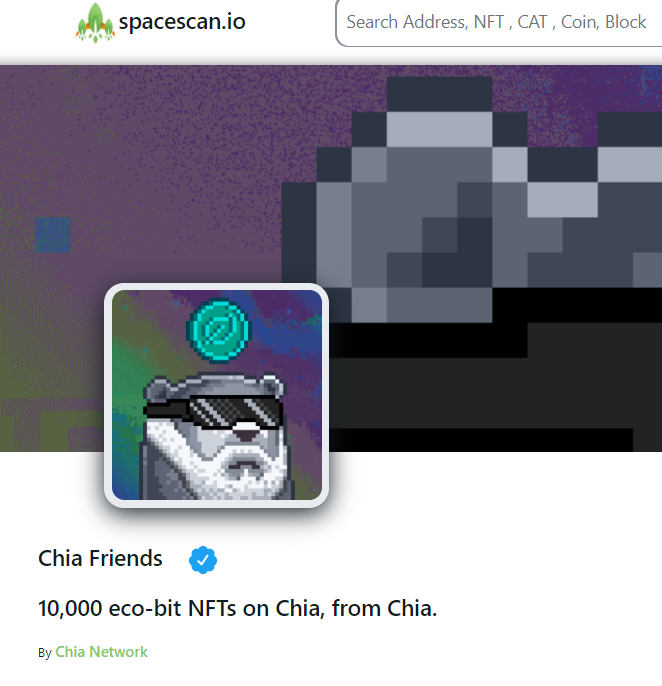 spacescan.io
Search Address, NFT , CAT , Coin, Block
Chia Friends
10,000 eco-bit NFTs on Chia, from Chia.
By Chia Network